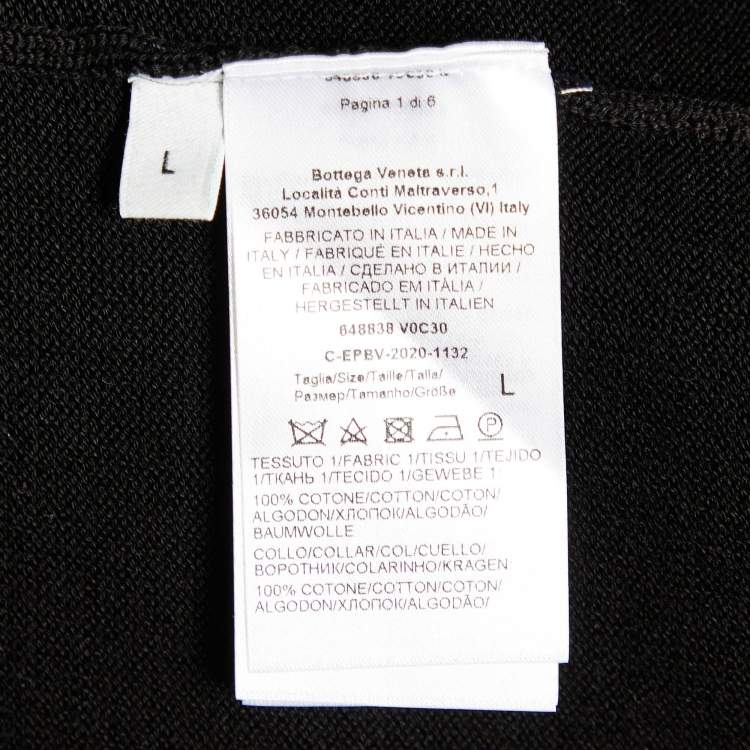 L
Pagina 1 di 6
Bottega Veneta s.r.l.
Località Conti Maltraverso,1
36054 Montebello Vicentino (VI) Italy
FABBRICATO IN ITALIA / MADE IN
ITALY / FABRIQUÉ EN ITALIE / HECHO
EN ITALIA / СДЕЛАНО В ИТАЛИИ /
FABRICADO EM ITÁLIA /
HERGESTELLT IN ITALIEN
648838 V0C30
C-EPBV-2020-1132
Taglia/Size/Taille/Talla/
Размер/Tamanho/Größe L
P
TESSUTO 1/FABRIC 1/TISSU 1/TEJIDO
1/ТКАНЬ 1/TECIDO 1/GEWEBE 1
100% COTONE/COTTON/COTON/
ALGODON/ХЛОПОК/ALGODÃO/
BAUMWOLLE
COLLO/COLLAR/COL/CUELLO/
ВОРОТНИК/COLARINHO/KRAGEN
100% COTONE/COTTON/COTON/
ALGODON/ХЛОПОК/ALGODÃO/